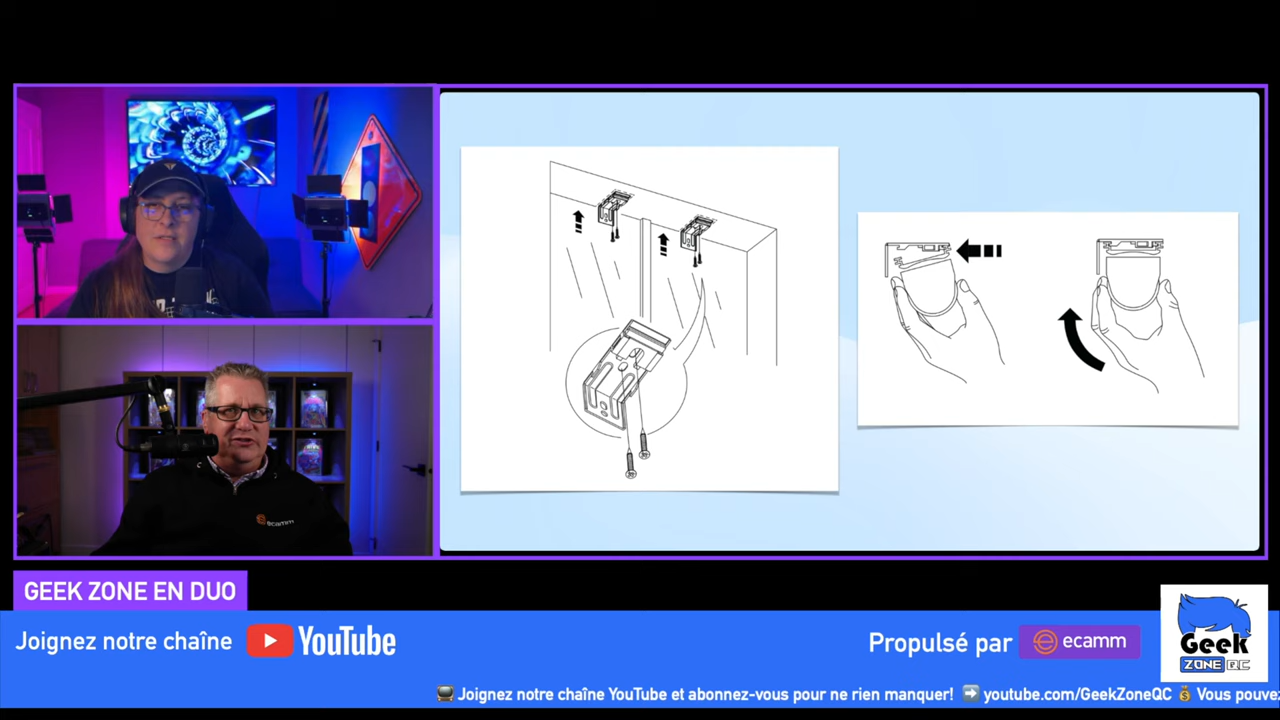 ecamm
GEEK ZONE EN DUO
Joignez notre chaîne YouTube
Propulsé par ecamm
Geek
ZONE QC
Joignez notre chaîne YouTube et abonnez-vous pour ne rien manquer! ➡️ youtube.com/GeekZoneQC 💰 Vous pouvez